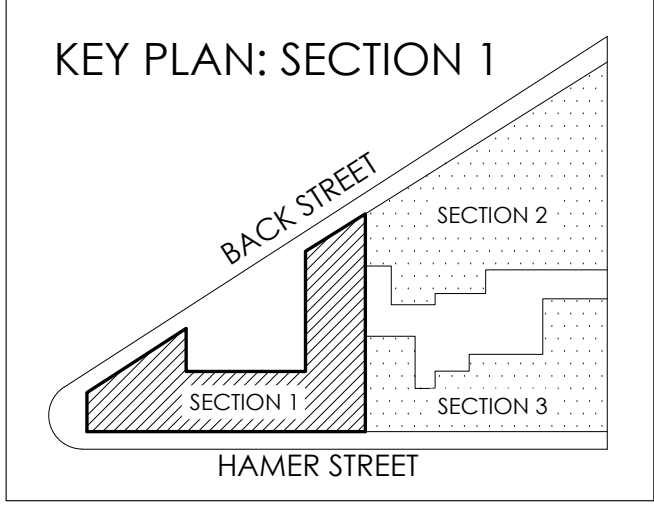 KEY PLAN: SECTION 1
BACK STREET
SECTION 2
SECTION 1
SECTION 3
HAMER STREET